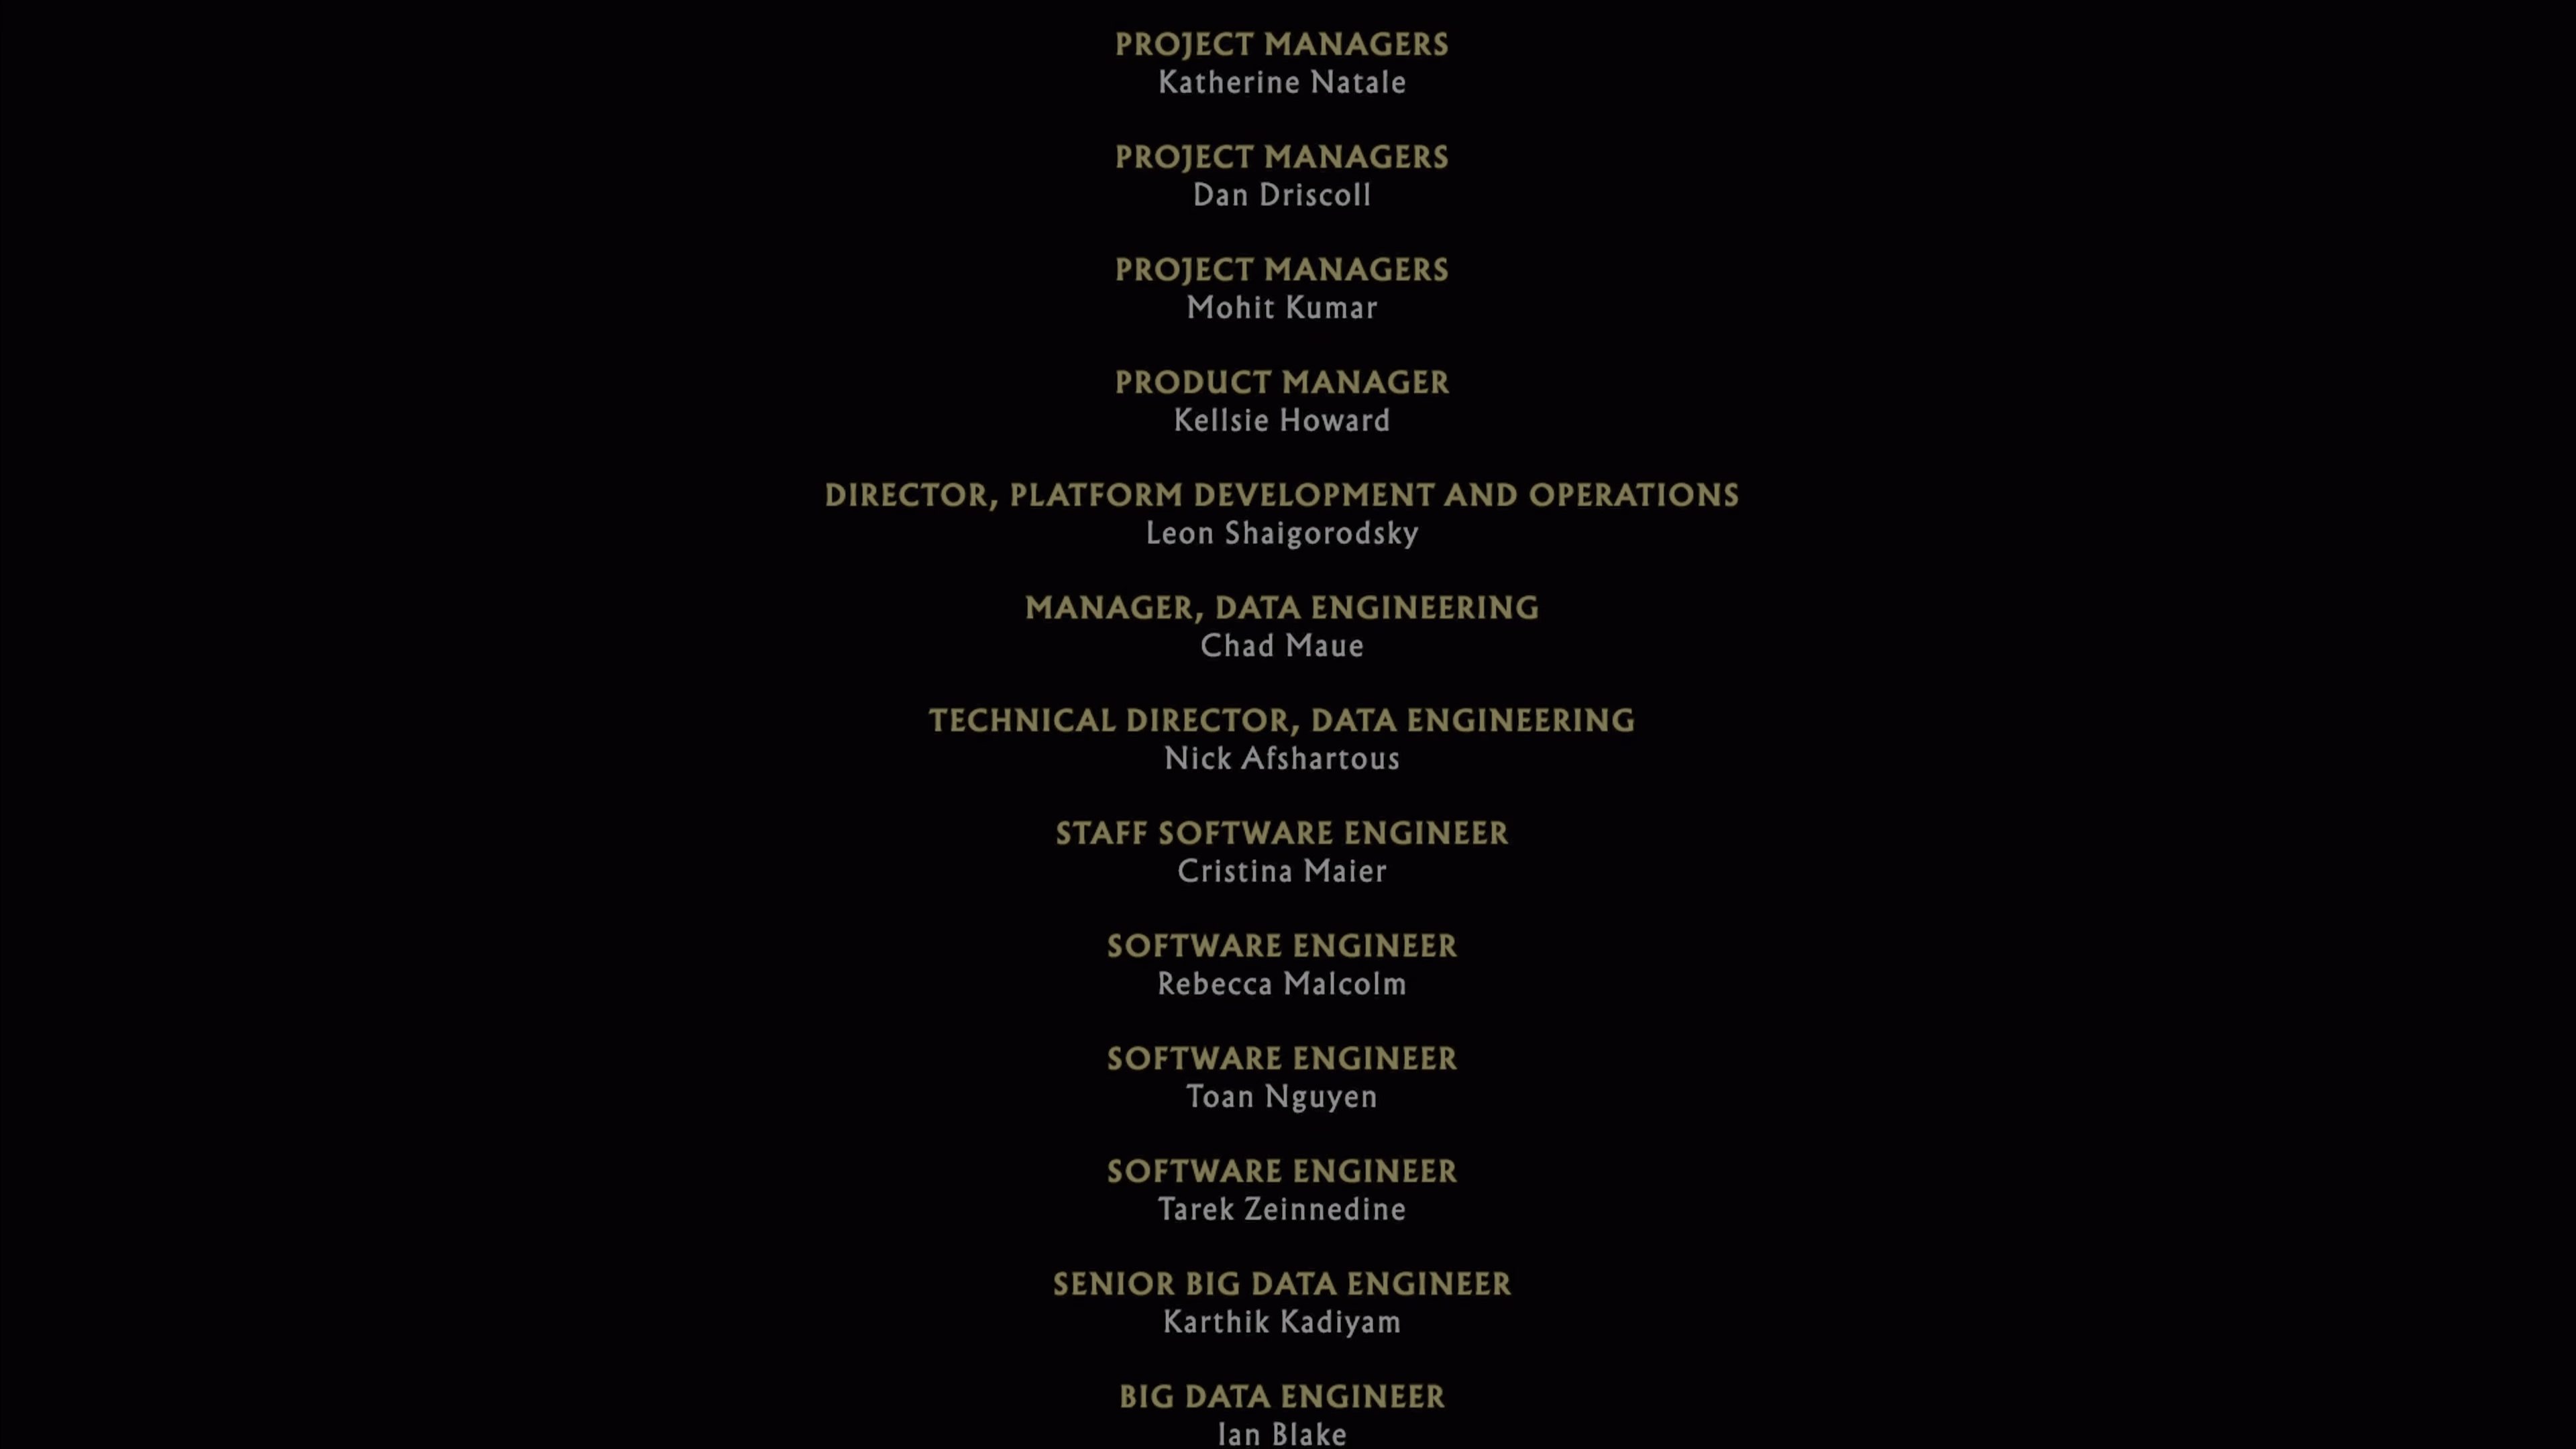 PROJECT MANAGERS
Katherine Natale
PROJECT MANAGERS
Dan Driscoll
PROJECT MANAGERS
Mohit Kumar
PRODUCT MANAGER
Kellsie Howard
DIRECTOR, PLATFORM DEVELOPMENT AND OPERATIONS
Leon Shaigorodsky
MANAGER, DATA ENGINEERING
Chad Maue
TECHNICAL DIRECTOR, DATA ENGINEERING
Nick Afshartous
STAFF SOFTWARE ENGINEER
Cristina Maier
SOFTWARE ENGINEER
Rebecca Malcolm
SOFTWARE ENGINEER
Toan Nguyen
SOFTWARE ENGINEER
Tarek Zeinnedine
SENIOR BIG DATA ENGINEER
Karthik Kadiyam
BIG DATA ENGINEER
Ian Blake